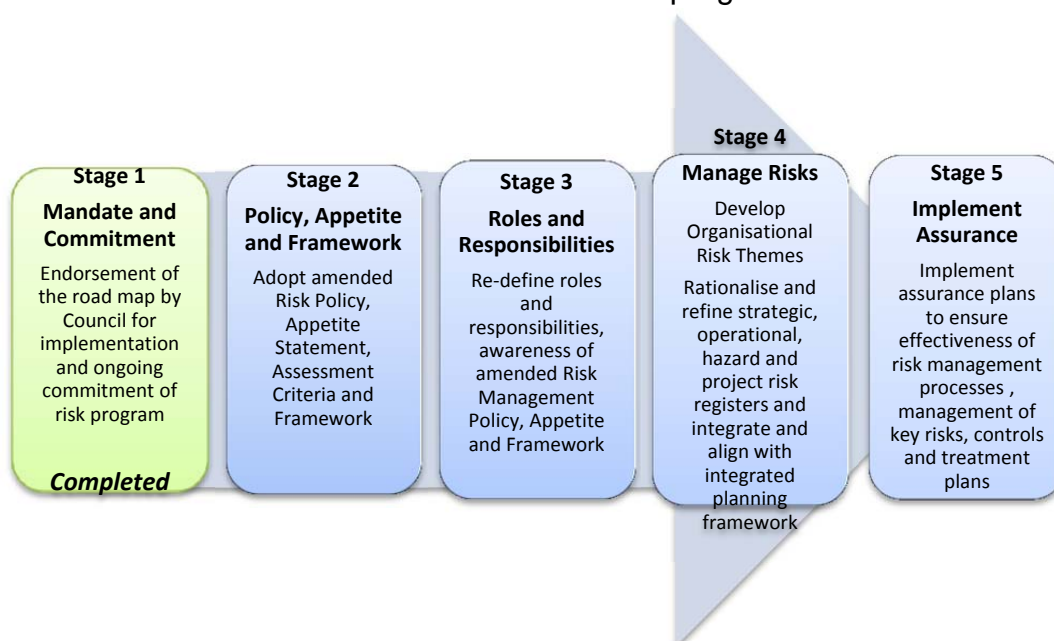 Stage 1
Mandate and
Commitment
Endorsement of
the road map by
Council for
implementation
and ongoing
commitment of
risk program
Completed
Stage 2
Policy, Appetite
and Framework
Adopt amended
Risk Policy,
Appetite
Statement,
Assessment
Criteria and
Framework
Stage 3
Roles and
Responsibilities
Re-define roles
and
responsibilities,
awareness of
amended Risk
Management
Policy, Appetite
and Framework
Stage 4
Manage Risks
Develop
Organisational
Risk Themes
Rationalise and
refine strategic,
operational,
hazard and
project risk
registers and
integrate and
align with
integrated
planning
framework
Stage 5
Implement
Assurance
Implement
assurance plans
to ensure
effectiveness of
risk management
processes ,
management of
key risks, controls
and treatment
plans